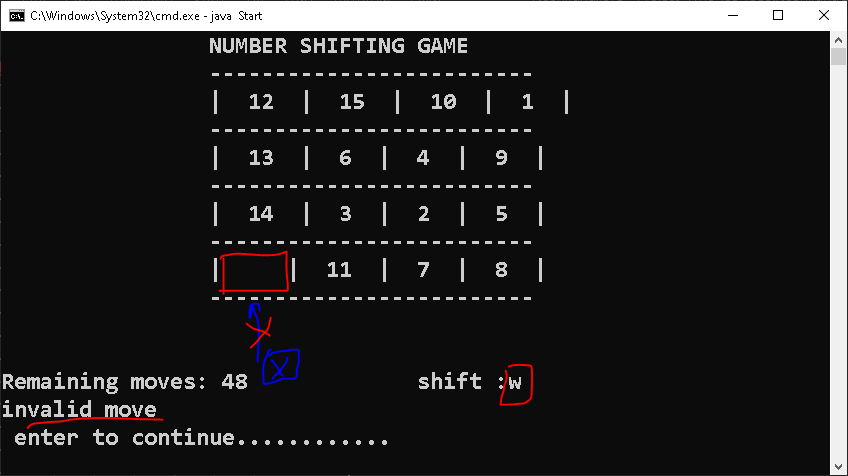 C:\Windows\System32\cmd.exe - java  Start
NUMBER SHIFTING GAME
-------------------------
|  12  |  15  |  10  |  1  |
-------------------------
|  13  |  6  |  4  |  9  |
-------------------------
|  14  |  3  |  2  |  5  |
-------------------------
|     |  11  |  7  |  8  |
-------------------------
X
Remaining moves: 48             shift :w
invalid move
enter to continue............